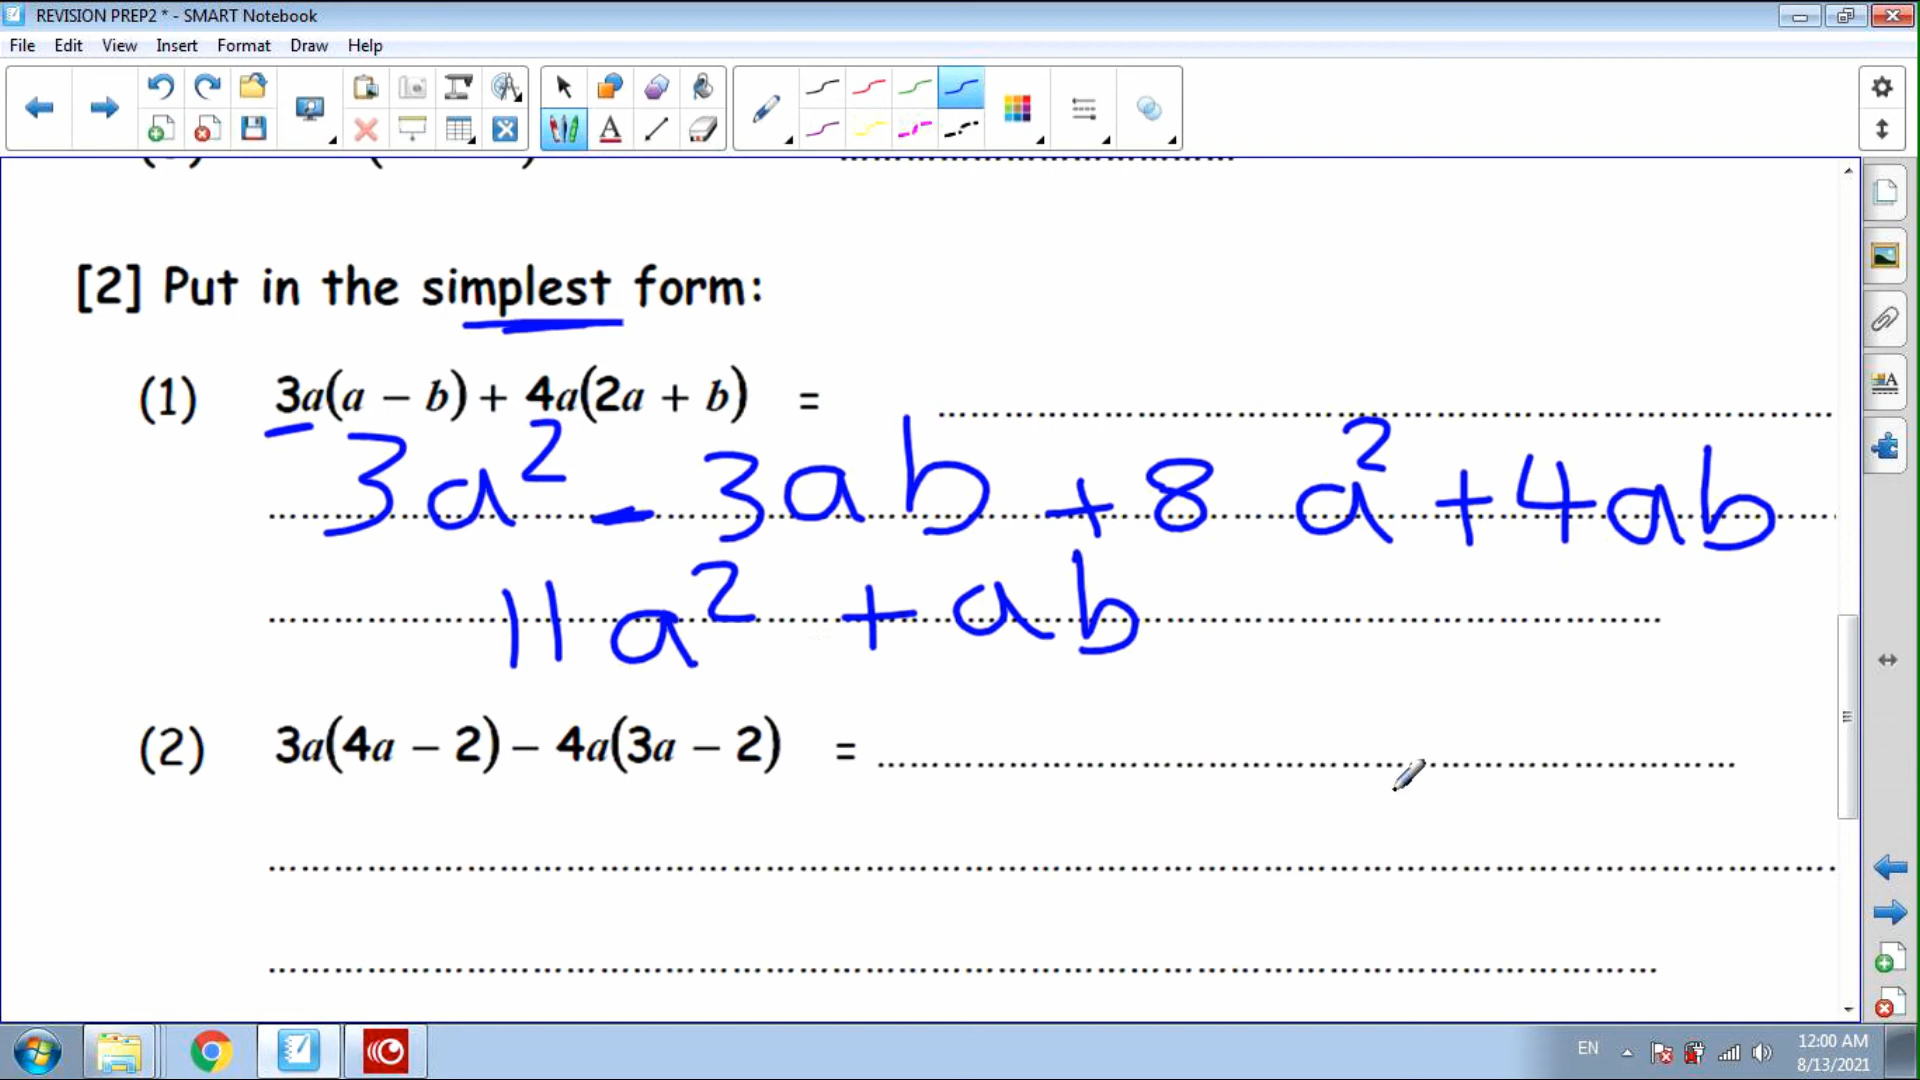 REVISION PREP2 * - SMART Notebook
File Edit View Insert Format Draw Help
[2] Put in the simplest form:
(1) 3a(a − b) + 4a(2a + b) = ..........
3a² - 3ab + 8a² + 4ab
11a² + ab
(2) 3a(4a − 2) − 4a(3a − 2) = ..........
EN
12:00 AM
8/13/2021